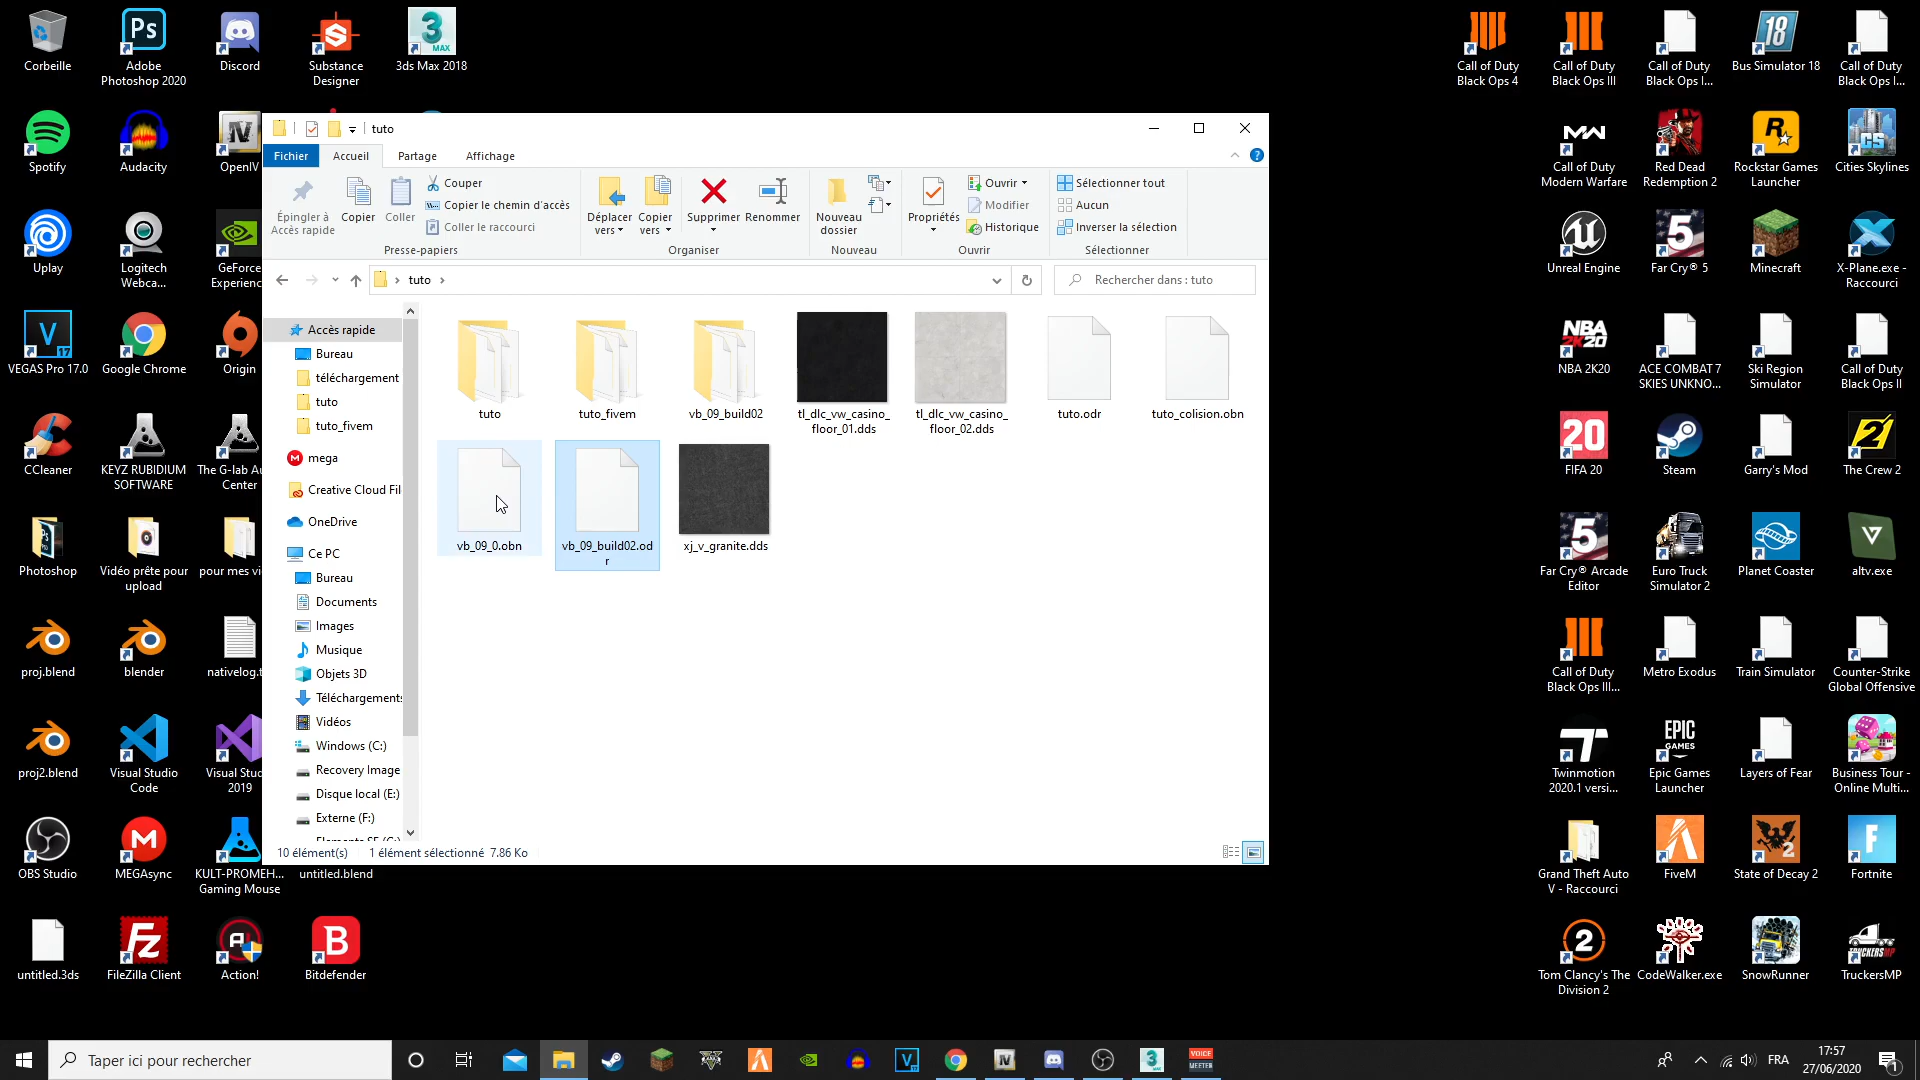 Corbeille
Adobe
Photoshop 2020
Discord
Substance
Designer
3ds Max 2018
Spotify
Audacity
OpenIV
Uplay
Logitech
Webca...
GeForce
Experienc
VEGAS Pro 17.0
Google Chrome
Origin
CCleaner
KEYZ RUBIDIUM
SOFTWARE
The G-lab Au
Center
Photoshop
Vidéo prête pour
upload
pour mes vi
proj.blend
blender
nativelog.t
proj2.blend
Visual Studio
Code
Visual Stud
2019
OBS Studio
MEGAsync
KULT-PROMEH...
Gaming Mouse
untitled.blend
untitled.3ds
FileZilla Client
Action!
Bitdefender
tuto
Fichier
Accueil
Partage
Affichage
Épingler à
Accès rapide
Copier
Coller
Couper
Copier le chemin d'accès
Coller le raccourci
Presse-papiers
Déplacer
vers
Copier
vers
Supprimer
Renommer
Organiser
Nouveau
dossier
Nouveau
Propriétés
Ouvrir
Modifier
Historique
Ouvrir
Sélectionner tout
Aucun
Inverser la sélection
Sélectionner
tuto
Rechercher dans : tuto
Accès rapide
Bureau
téléchargement
tuto
tuto_fivem
mega
Creative Cloud Fil
OneDrive
Ce PC
Bureau
Documents
Images
Musique
Objets 3D
Téléchargements
Vidéos
Windows (C:)
Recovery Image
Disque local (E:)
Externe (F:)
tuto
tuto_fivem
vb_09_build02
tl_dlc_vw_casino_
floor_01.dds
tl_dlc_vw_casino_
floor_02.dds
tuto.odr
tuto_colision.obn
vb_09_0.obn
vb_09_build02.od
r
xj_v_granite.dds
10 élément(s)
1 élément sélectionné 7.86 Ko
Call of Duty
Black Ops 4
Call of Duty
Black Ops III
Call of Duty
Black Ops I...
Bus Simulator 18
Call of Duty
Black Ops I...
Call of Duty
Modern Warfare
Red Dead
Redemption 2
Rockstar Games
Launcher
Cities Skylines
Unreal Engine
Far Cry® 5
Minecraft
X-Plane.exe -
Raccourci
NBA 2K20
ACE COMBAT 7
SKIES UNKNO...
Ski Region
Simulator
Call of Duty
Black Ops II
FIFA 20
Steam
Garry's Mod
The Crew 2
Far Cry® Arcade
Editor
Euro Truck
Simulator 2
Planet Coaster
altv.exe
Call of Duty
Black Ops III...
Metro Exodus
Train Simulator
Counter-Strike
Global Offensive
Twinmotion
2020.1 versi...
Epic Games
Launcher
Layers of Fear
Business Tour -
Online Multi...
Grand Theft Auto
V - Raccourci
FiveM
State of Decay 2
Fortnite
Tom Clancy's The
Division 2
CodeWalker.exe
SnowRunner
TruckersMP
Taper ici pour rechercher
FRA
17:57
27/06/2020